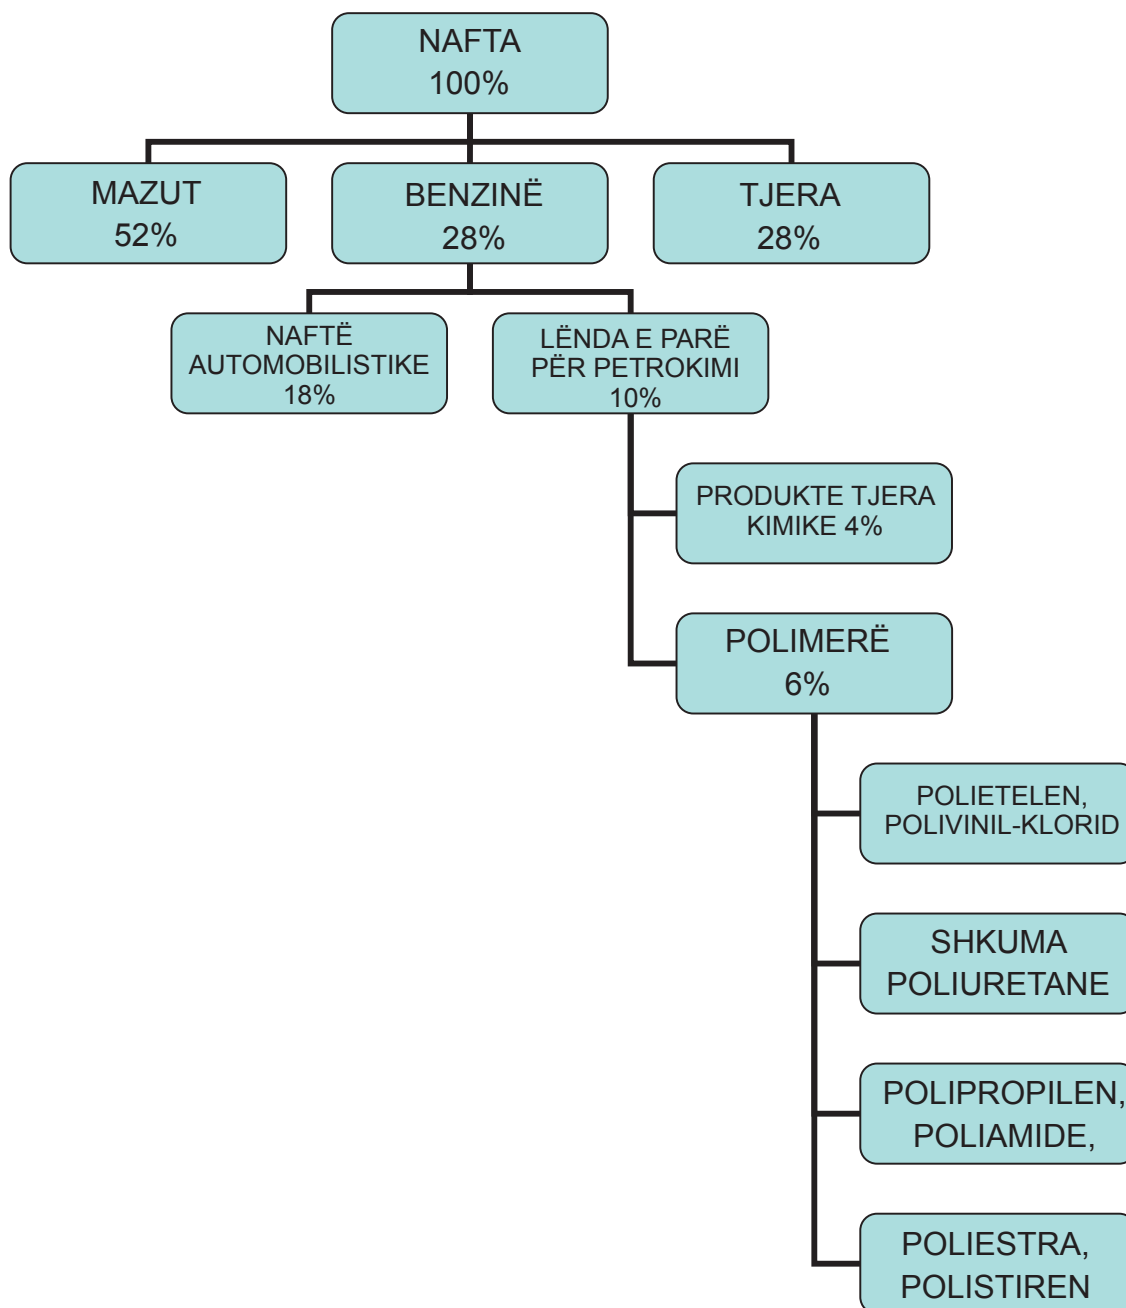 NAFTA
100%
MAZUT
52%
BENZINË
28%
TJERA
28%
NAFTË
AUTOMOBILISTIKE
18%
LËNDA E PARË
PËR PETROKIMI
10%
PRODUKTE TJERA
KIMIKE 4%
POLIMERË
6%
POLIETELEN,
POLIVINIL-KLORID
SHKUMA
POLIURETANE
POLIPROPILEN,
POLIAMIDE,
POLIESTRA,
POLISTIREN